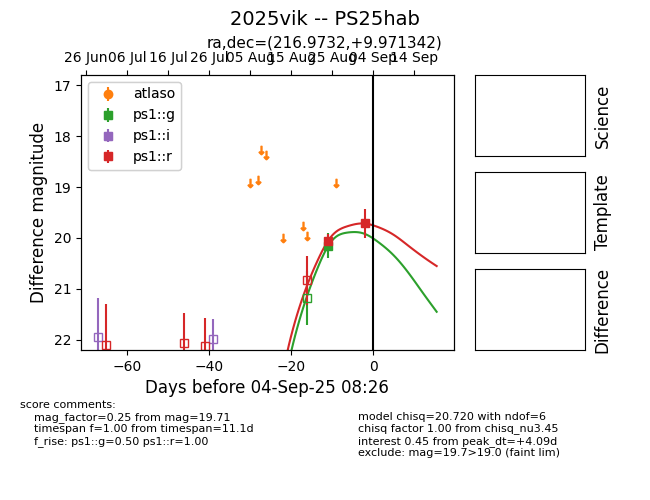 2025vik -- PS25hab
ra,dec=(216.9732,+9.971342)
26 Jun 06 Jul 16 Jul 26 Jul 05 Aug 15 Aug 25 Aug 04 Sep 14 Sep
17
18
19
20
21
22
Difference magnitude
atlaso
ps1::g
ps1::i
ps1::r
−60 −40 −20 0
Days before 04-Sep-25 08:26
Science
Template
Difference
score comments:
mag_factor=0.25 from mag=19.71
timespan f=1.00 from timespan=11.1d
f_rise: ps1::g=0.50 ps1::r=1.00
model chisq=20.720 with ndof=6
chisq factor 1.00 from chisq_nu3.45
interest 0.45 from peak_dt=+4.09d
exclude: mag=19.7>19.0 (faint lim)